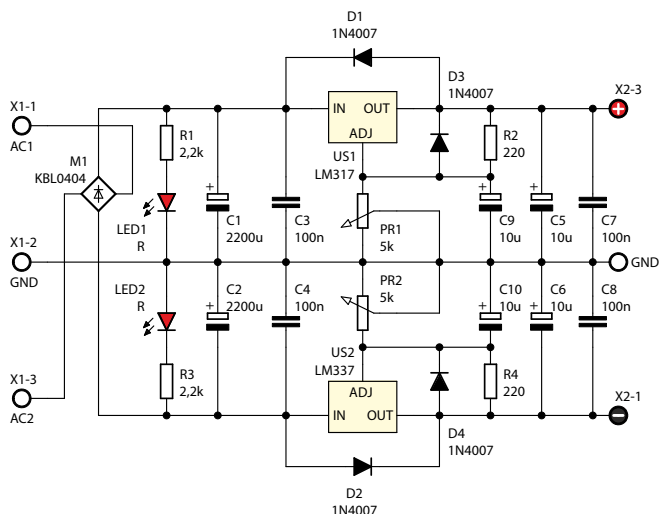 D1
1N4007
X1-1
AC1
M1
KBL0404
R1
2,2k
IN
OUT
ADJ
US1
LM317
D3
1N4007
R2
220
X2-3
+
LED1
R
+
C1
2200u
C3
100n
PR1
5k
+
C9
10u
+
C5
10u
C7
100n
X1-2
GND
GND
LED2
R
+
C2
2200u
C4
100n
PR2
5k
+
C10
10u
+
C6
10u
C8
100n
X1-3
AC2
R3
2,2k
US2
LM337
ADJ
IN
OUT
R4
220
X2-1
−
D4
1N4007
D2
1N4007